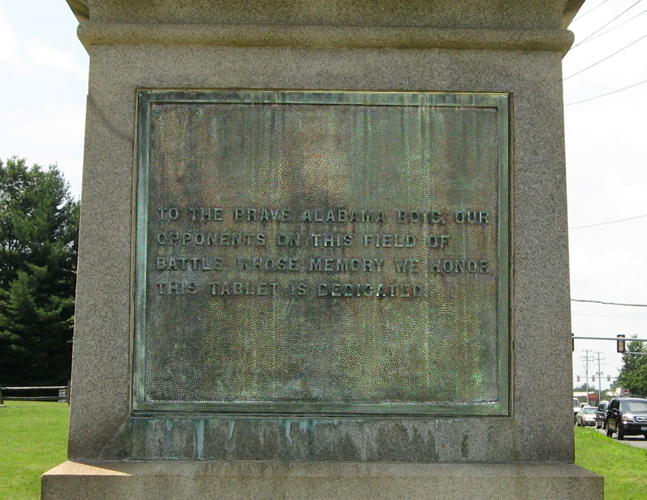 TO THE BRAVE ALABAMA BOYS, OUR
OPPONENTS ON THIS FIELD OF
BATTLE WHOSE MEMORY WE HONOR,
THIS TABLET IS DEDICATED.